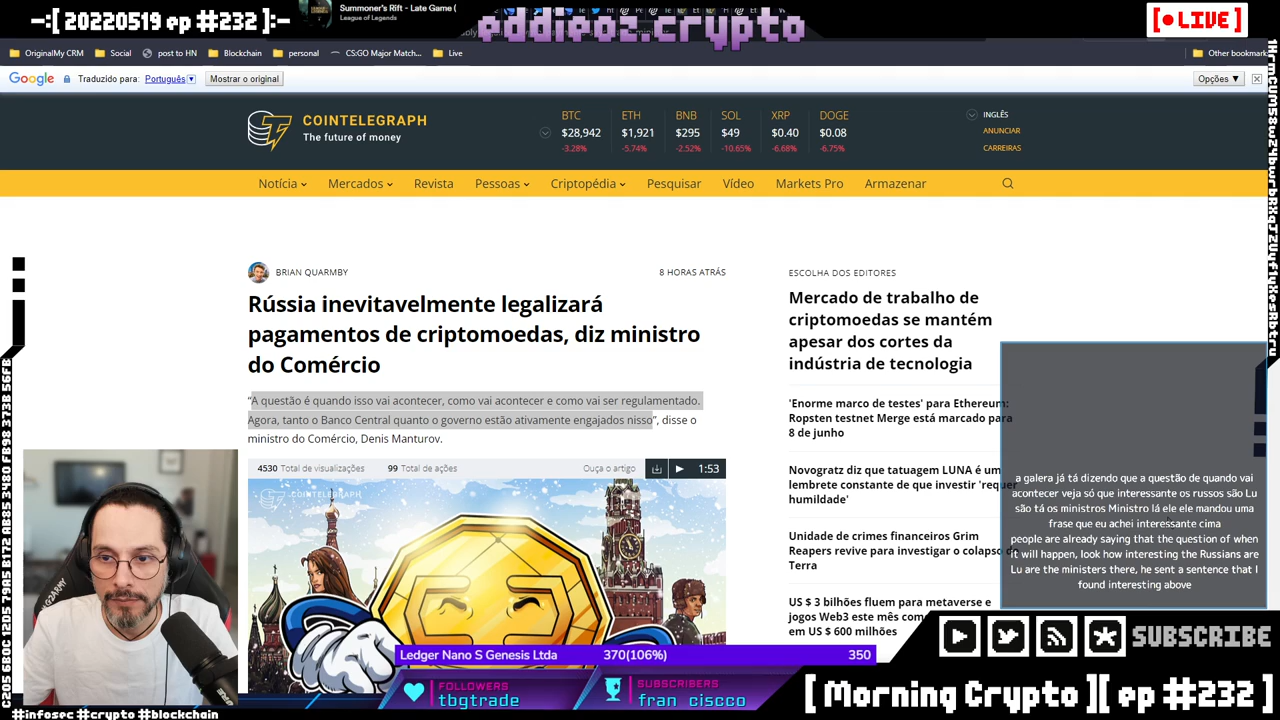 -:[ 20220519 ep #232 ]:-
Summoner's Rift - Late Game (
League of Legends
eddieoz.crypto
[ • LIVE ]
OriginalMy CRM
Social
post to HN
Blockchain
personal
CS:GO Major Match...
Live
Other bookmark
Google
Traduzido para:
Português
Mostrar o original
Opções ▼
COINTELEGRAPH
The future of money
BTC ETH BNB SOL XRP DOGE
$28,942 $1,921 $295 $49 $0.40 $0.08
-3.28% -5.74% -2.52% -10.65% -6.68% -6.75%
INGLÊS
ANUNCIAR
CARREIRAS
Notícia
Mercados
Revista
Pessoas
Criptopédia
Pesquisar
Vídeo
Markets Pro
Armazenar
BRIAN QUARMBY
8 HORAS ATRÁS
Rússia inevitavelmente legalizará
pagamentos de criptomoedas, diz ministro
do Comércio
“A questão é quando isso vai acontecer, como vai acontecer e como vai ser regulamentado.
Agora, tanto o Banco Central quanto o governo estão ativamente engajados nisso”, disse o
ministro do Comércio, Denis Manturov.
4530 Total de visualizações
99 Total de ações
Ouça o artigo
1:53
COINTELEGRAPH
ESCOLHA DOS EDITORES
Mercado de trabalho de
criptomoedas se mantém
apesar dos cortes da
indústria de tecnologia
'Enorme marco de testes' para Ethereum:
Ropsten testnet Merge está marcado para
8 de junho
Novogratz diz que tatuagem LUNA é um
lembrete constante de que investir 'requer
humildade'
Unidade de crimes financeiros Grim
Reapers revive para investigar o colapso do
Terra
US $ 3 bilhões fluem para metaverse e
jogos Web3 este mês com
em US $ 600 milhões
a galera já tá dizendo que a questão de quando vai
acontecer veja só que interessante os russos são Lu
são tá os ministros Ministro lá ele ele mandou uma
frase que eu achei interessante cima
people are already saying that the question of when
it will happen, look how interesting the Russians are
Lu are the ministers there, he sent a sentence that I
found interesting above
Ledger Nano S Genesis Ltda
370(106%)
350
SUBSCRIBE
FOLLOWERS
tbgtrade
SUBSCRIBERS
fran_ciscco
[ Morning Crypto ][ ep #232 ]
#infosec #crypto #blockchain